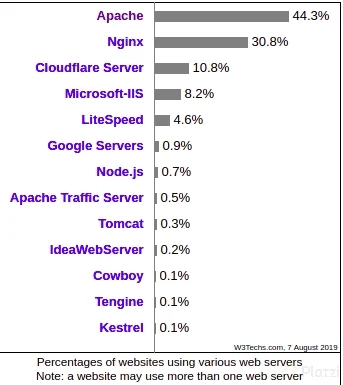 Apache 44.3%
Nginx 30.8%
Cloudflare Server 10.8%
Microsoft-IIS 8.2%
LiteSpeed 4.6%
Google Servers 0.9%
Node.js 0.7%
Apache Traffic Server 0.5%
Tomcat 0.3%
IdeaWebServer 0.2%
Cowboy 0.1%
Tengine 0.1%
Kestrel 0.1%
W3Techs.com, 7 August 2019
Percentages of websites using various web servers
Note: a website may use more than one web server
Platzi